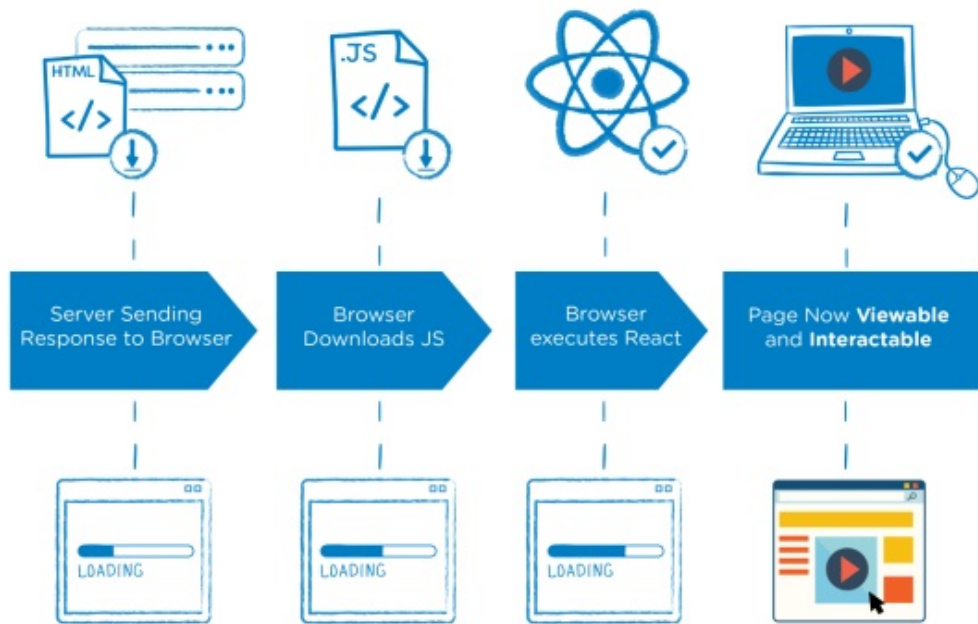 HTML
</>
.JS
</>
Server Sending
Response to Browser
Browser
Downloads JS
Browser
executes React
Page Now Viewable
and Interactable
LOADING
LOADING
LOADING